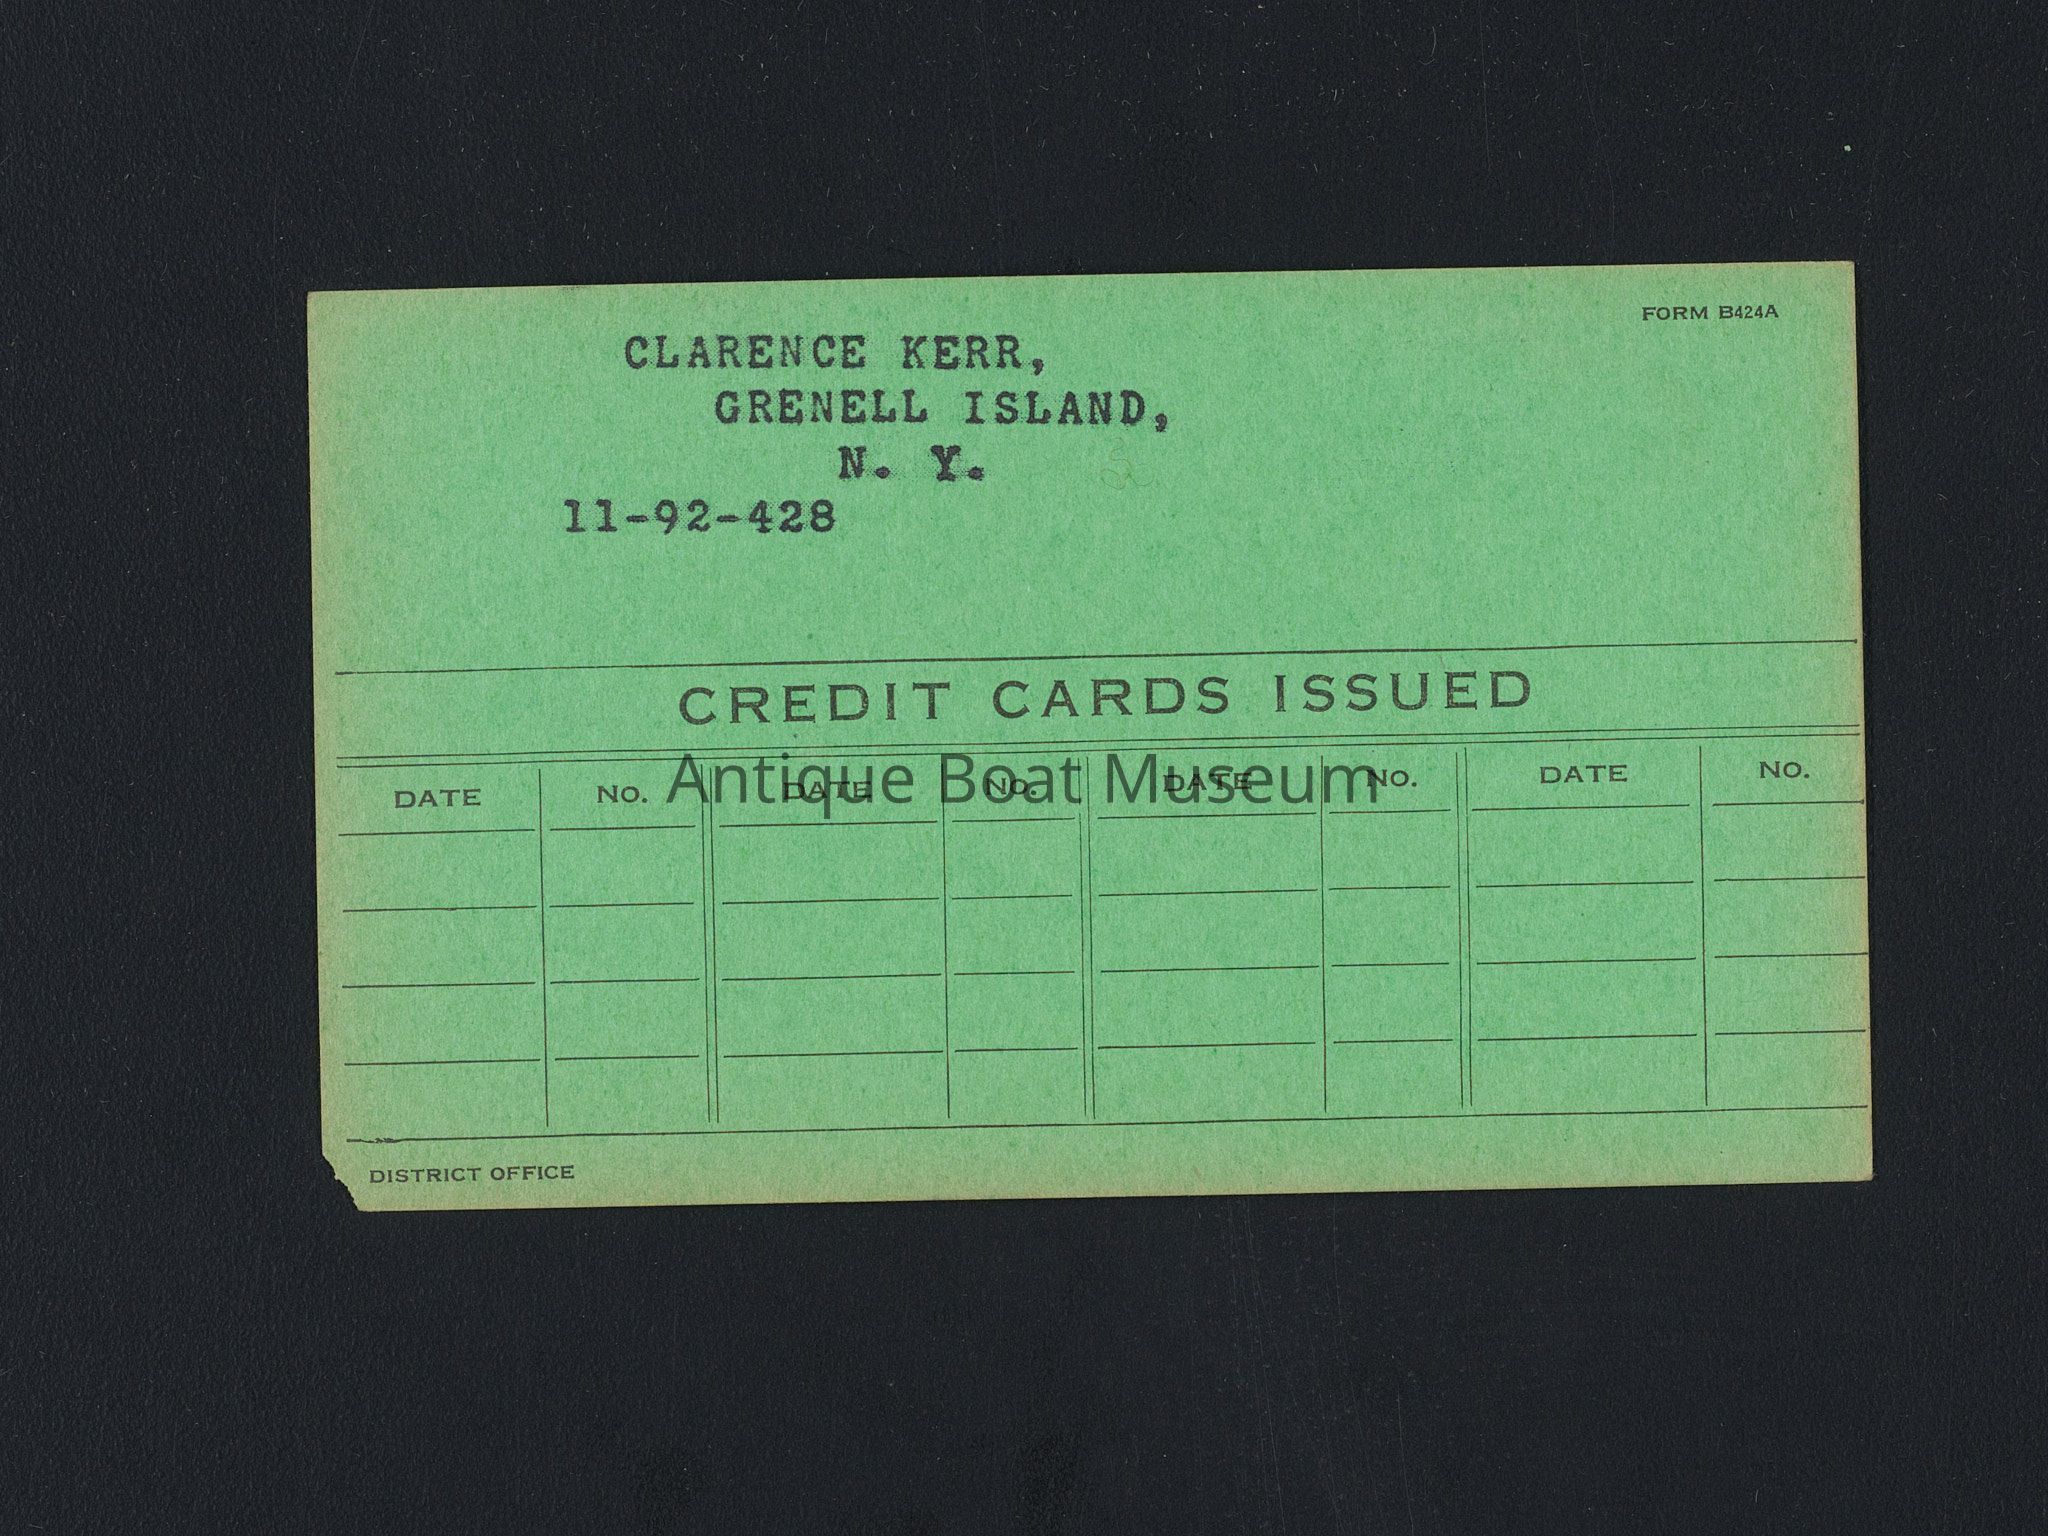 FORM B424A
CLARENCE KERR,
GRENELL ISLAND,
N. Y.
11-92-428
CREDIT CARDS ISSUED
Antique Boat Museum
DATE NO. DATE NO. DATE NO. DATE NO.
DISTRICT OFFICE